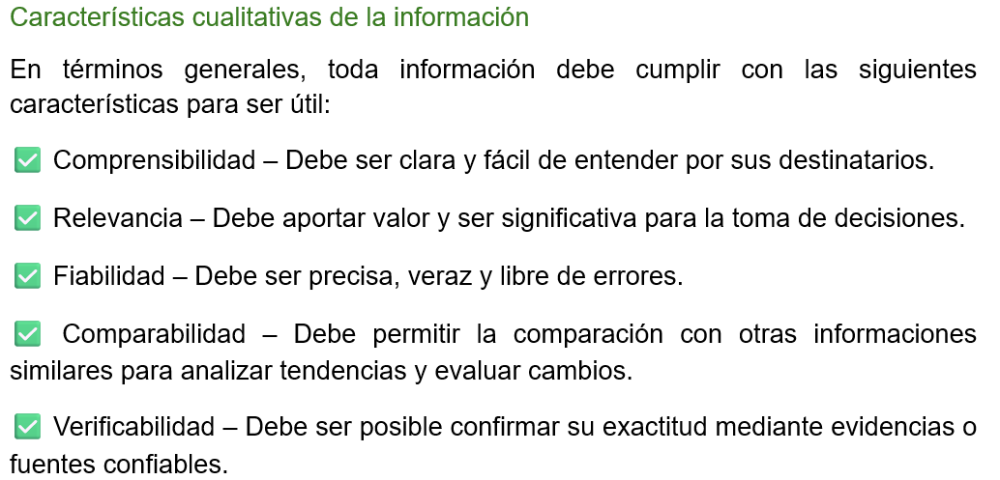 Características cualitativas de la información
En términos generales, toda información debe cumplir con las siguientes
características para ser útil:
✅ Comprensibilidad – Debe ser clara y fácil de entender por sus destinatarios.
✅ Relevancia – Debe aportar valor y ser significativa para la toma de decisiones.
✅ Fiabilidad – Debe ser precisa, veraz y libre de errores.
✅ Comparabilidad – Debe permitir la comparación con otras informaciones
similares para analizar tendencias y evaluar cambios.
✅ Verificabilidad – Debe ser posible confirmar su exactitud mediante evidencias o
fuentes confiables.